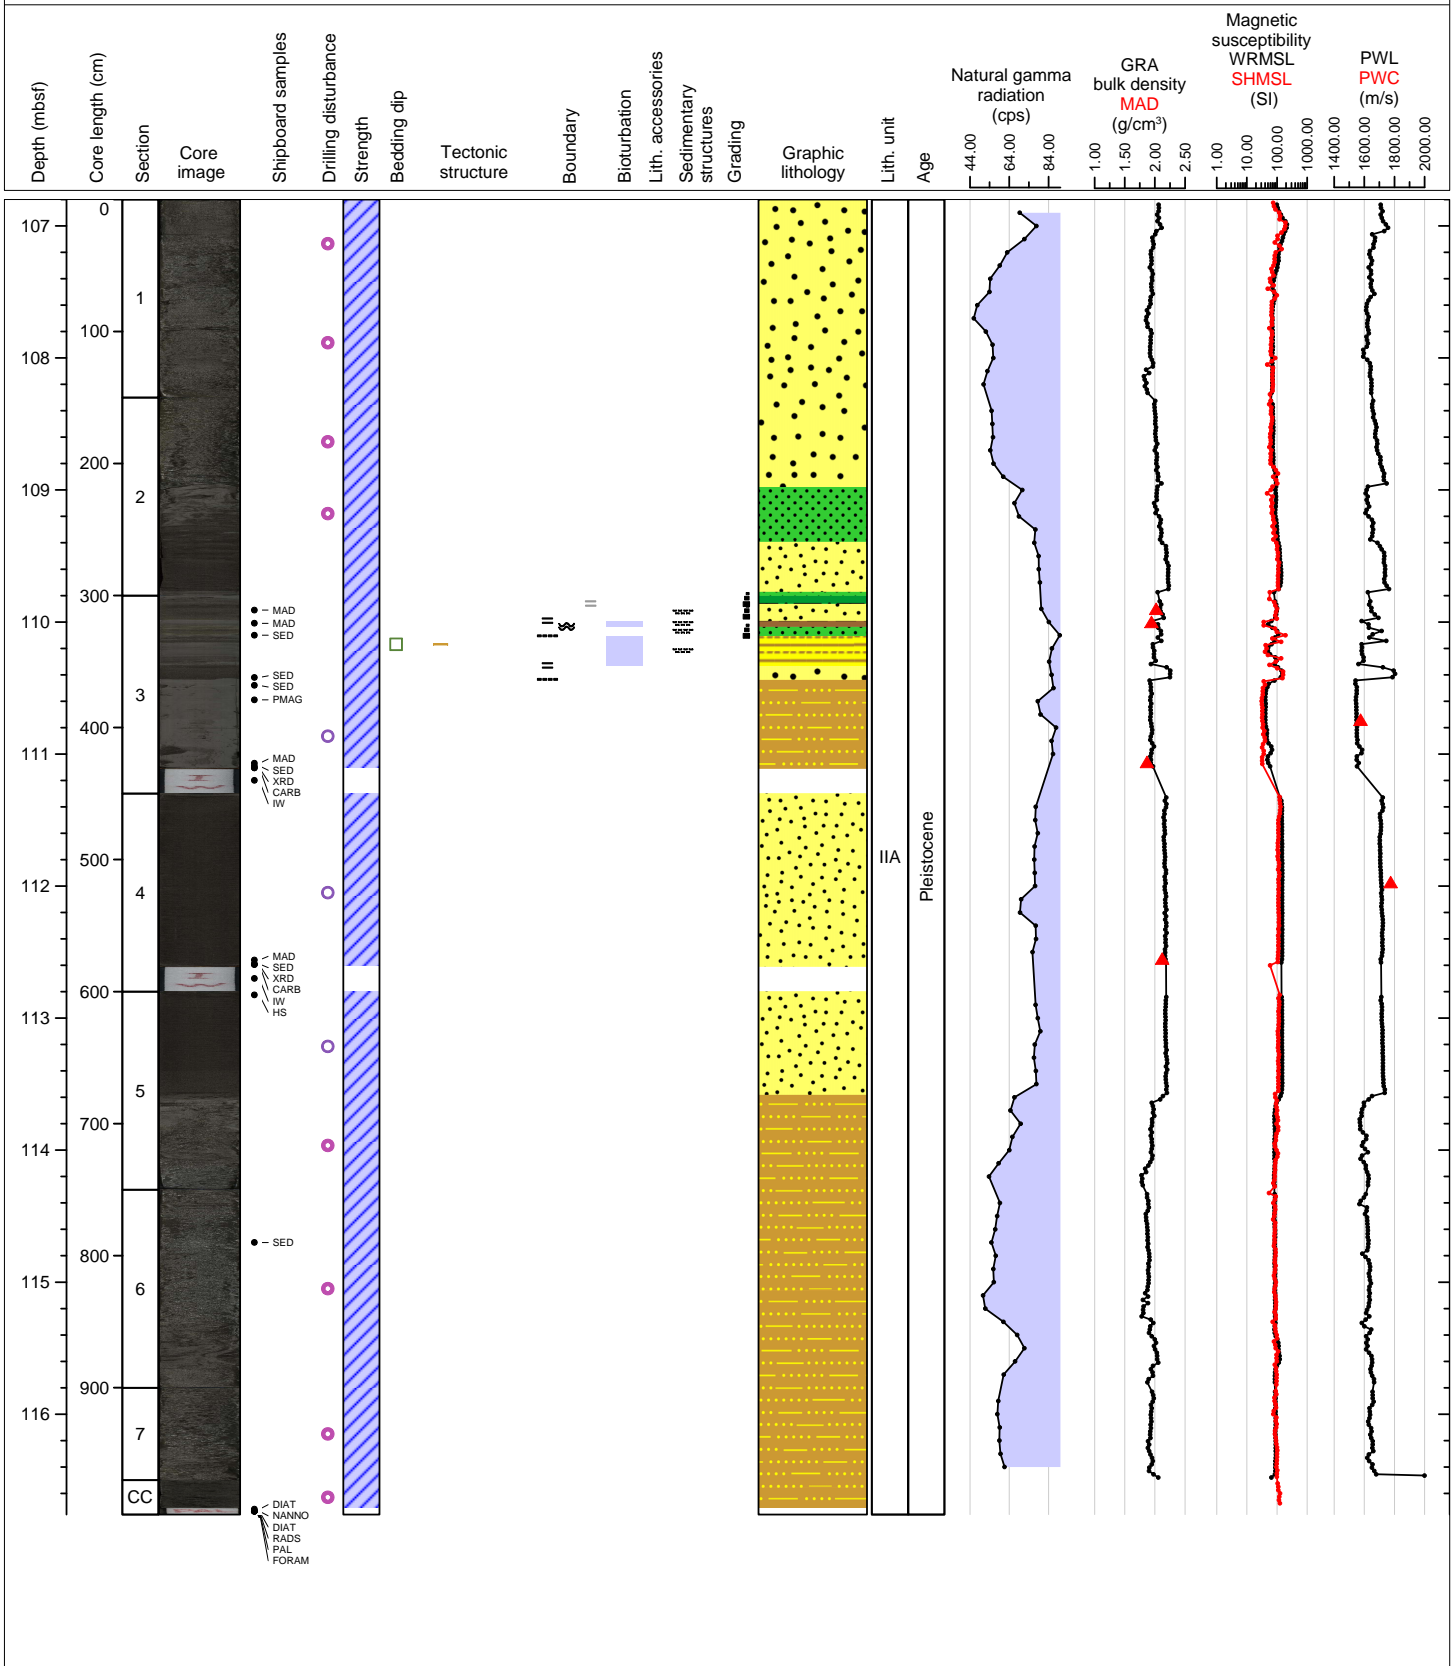 Depth (mbsf)
Core length (cm)
Section
Core
image
Shipboard samples
Drilling disturbance
Strength
Bedding dip
Tectonic
structure
Boundary
Bioturbation
Lith. accessories
Sedimentary
structures
Grading
Graphic
lithology
Lith. unit
Age
Natural gamma
radiation
(cps)
44.00
64.00
84.00
GRA
bulk density
MAD
(g/cm³)
1.00
1.50
2.00
2.50
Magnetic
susceptibility
WRMSL
SHMSL
(SI)
1.00
10.00
100.00
1000.00
PWL
PWC
(m/s)
1400.00
1600.00
1800.00
2000.00
107
108
109
110
111
112
113
114
115
116
0
100
200
300
400
500
600
700
800
900
1
2
3
4
5
6
7
CC
MAD
MAD
SED
SED
SED
PMAG
MAD
SED
XRD
CARB
IW
MAD
SED
XRD
CARB
IW
HS
SED
DIAT
NANNO
DIAT
RADS
PAL
FORAM
IIA
Pleistocene